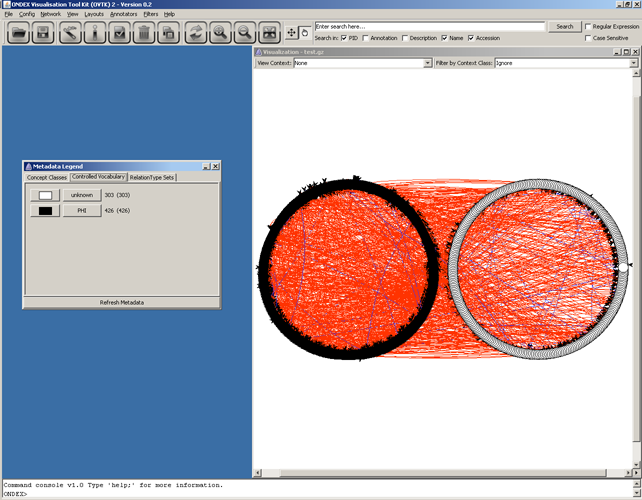 ONDEX Visualisation Tool Kit (OVTK) 2 - Version 0.2
File Config Network View Layouts Annotators Filters Help
Enter search here... Search Regular Expression
Search in: PID Annotation Description Name Accession Case Sensitive
Visualization - test.gz
View Context: None Filter by Context Class: Ignore
Metadata Legend
Concept Classes Controlled Vocabulary RelationType Sets
unknown 303 (303)
PHI 426 (426)
Refresh Metadata
Command console v1.0 Type 'help;' for more information.
ONDEX>